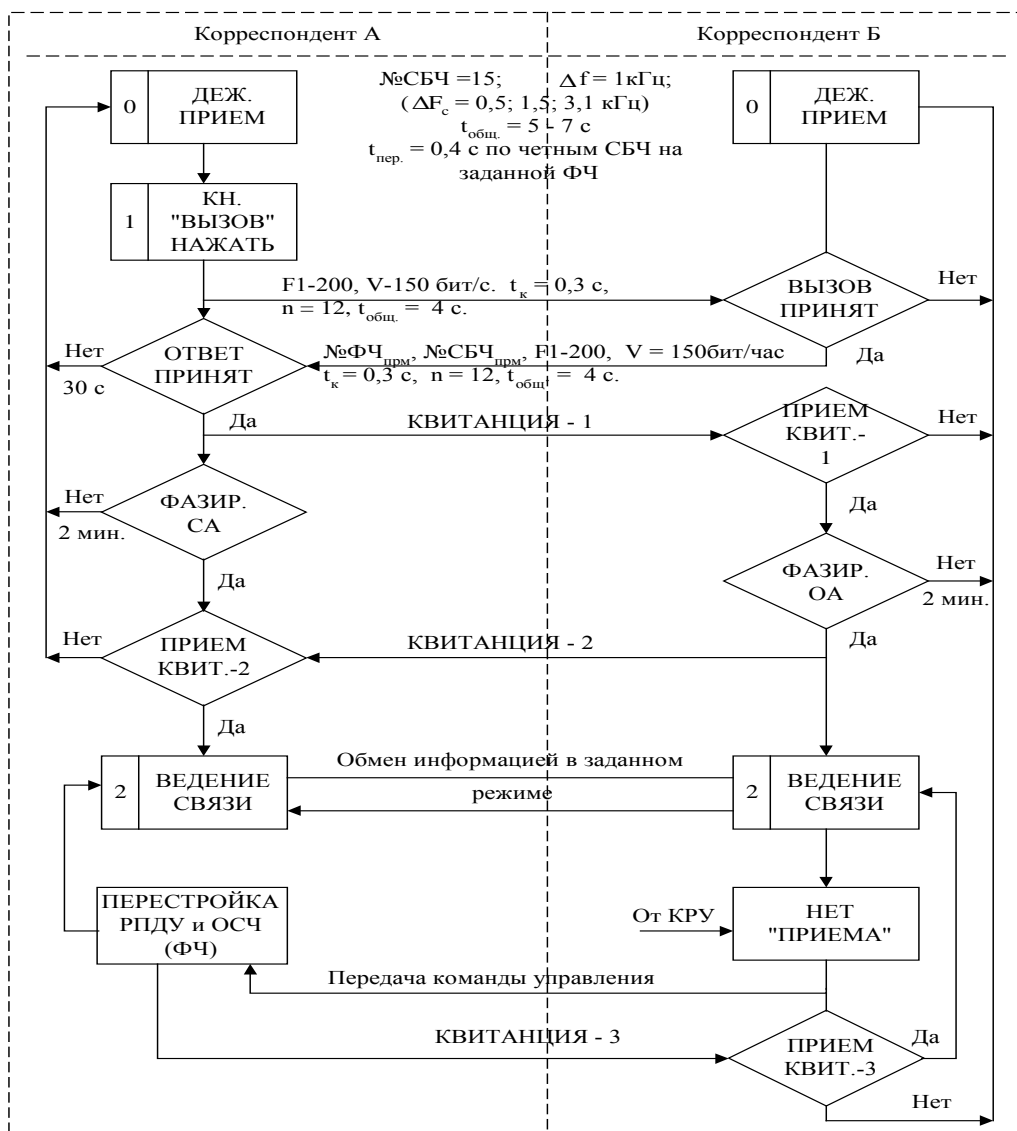 Корреспондент А
Корреспондент Б
0
ДЕЖ.
ПРИЕМ
№СБЧ =15; Δf = 1кГц;
(ΔFс = 0,5; 1,5; 3,1 кГц)
tобщ. = 5 - 7 с
tпер. = 0,4 с по четным СБЧ на
заданной ФЧ
0
ДЕЖ.
ПРИЕМ
1
КН.
"ВЫЗОВ"
НАЖАТЬ
F1-200, V-150 бит/с. tк = 0,3 с,
n = 12, tобщ. = 4 с.
ВЫЗОВ
ПРИНЯТ
Нет
Да
Нет
30 с
ОТВЕТ
ПРИНЯТ
№ФЧпрм, №СБЧпрм, F1-200, V = 150бит/час
tк = 0,3 с, n = 12, tобщ. = 4 с.
Да
КВИТАНЦИЯ - 1
ПРИЕМ
КВИТ.-
1
Нет
Да
Нет
2 мин.
ФАЗИР.
СА
Да
ФАЗИР.
ОА
Нет
2 мин.
Да
Нет
ПРИЕМ
КВИТ.-2
КВИТАНЦИЯ - 2
Да
2
ВЕДЕНИЕ
СВЯЗИ
Обмен информацией в заданном
режиме
2
ВЕДЕНИЕ
СВЯЗИ
ПЕРЕСТРОЙКА
РПДУ и ОСЧ
(ФЧ)
От КРУ
НЕТ
"ПРИЕМА"
Передача команды управления
КВИТАНЦИЯ - 3
ПРИЕМ
КВИТ.-3
Да
Нет